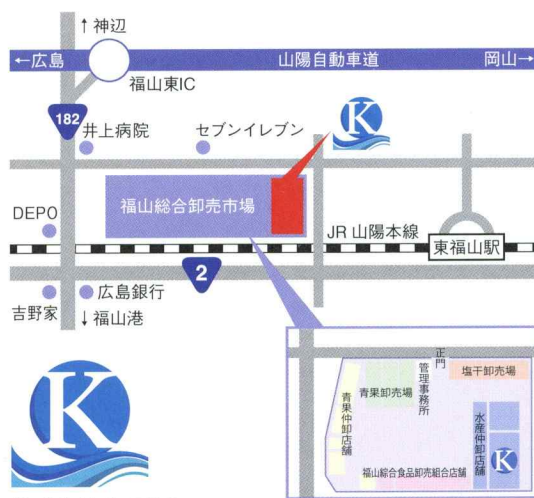 ↑神辺
←広島
山陽自動車道
岡山→
福山東IC
182
K
井上病院
セブンイレブン
福山総合卸売市場
DEPO
JR 山陽本線
東福山駅
2
吉野家
広島銀行
↓福山港
K
正門
管理事務所
塩干卸売場
青果卸売場
青果仲卸店舗
水産仲卸店舗
K
福山綜合食品卸売組合店舗